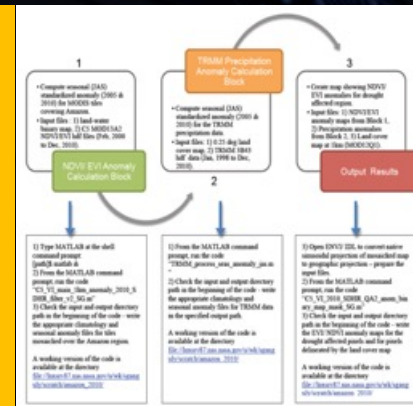 TRMM Precipitation
Anomaly Calculation
Block
1
• Compute seasonal (JAS)
standardized anomaly (2005 &
2010) for MODIS tiles
covering Amazon.
• Input files : 1) land-water
binary map, 2) C5 MOD13A2
NDVI/EVI hdf files (Feb, 2000
to Dec, 2010).
NDVI/ EVI Anomaly
Calculation Block
• Compute seasonal (JAS)
standardized anomaly (2005 &
2010) for the TRMM
precipitation data.
• Input files : 1) 0.25 deg land
cover map, 2) TRMM 3B43
hdf data (Jan, 1998 to Dec,
2010).
2
3
• Create map showing NDVI/
EVI anomalies for drought
affected region.
• Input files: 1) NDVI/EVI
anomaly maps from Block 1,
2) Precipitation anomalies
from Block 2, 3) Land cover
map at 1km (MOD12Q1).
Output Results
1) Type MATLAB at the shell
command prompt
[path]$ matlab &
2) From the MATLAB command
prompt, run the code
3) Check the input and output directory
path in the beginning of the code - write
the appropriate climatology and
seasonal anomaly files for tiles
mosaicked over the Amazon region.
A working version of the code is
available at the directory
1) From the MATLAB command
prompt, run the code
2) Check the input and output directory
path in the beginning of the code - write
the appropriate climatology and
seasonal anomaly files for TRMM data
in the specified output path.
A working version of the code is
available at the directory
1) Open ENVI/ IDL to convert native
sinusoidal projection of mosaicked map
to geographic projection – prepare the
input files.
2) From the MATLAB command
prompt, run the code
3) Check the input and output directory
path in the beginning of the code - write
the EVI/ NDVI anomaly maps for the
drought affected pixels and for pixels
delineated by the land cover map
A working version of the code is
available at the directory